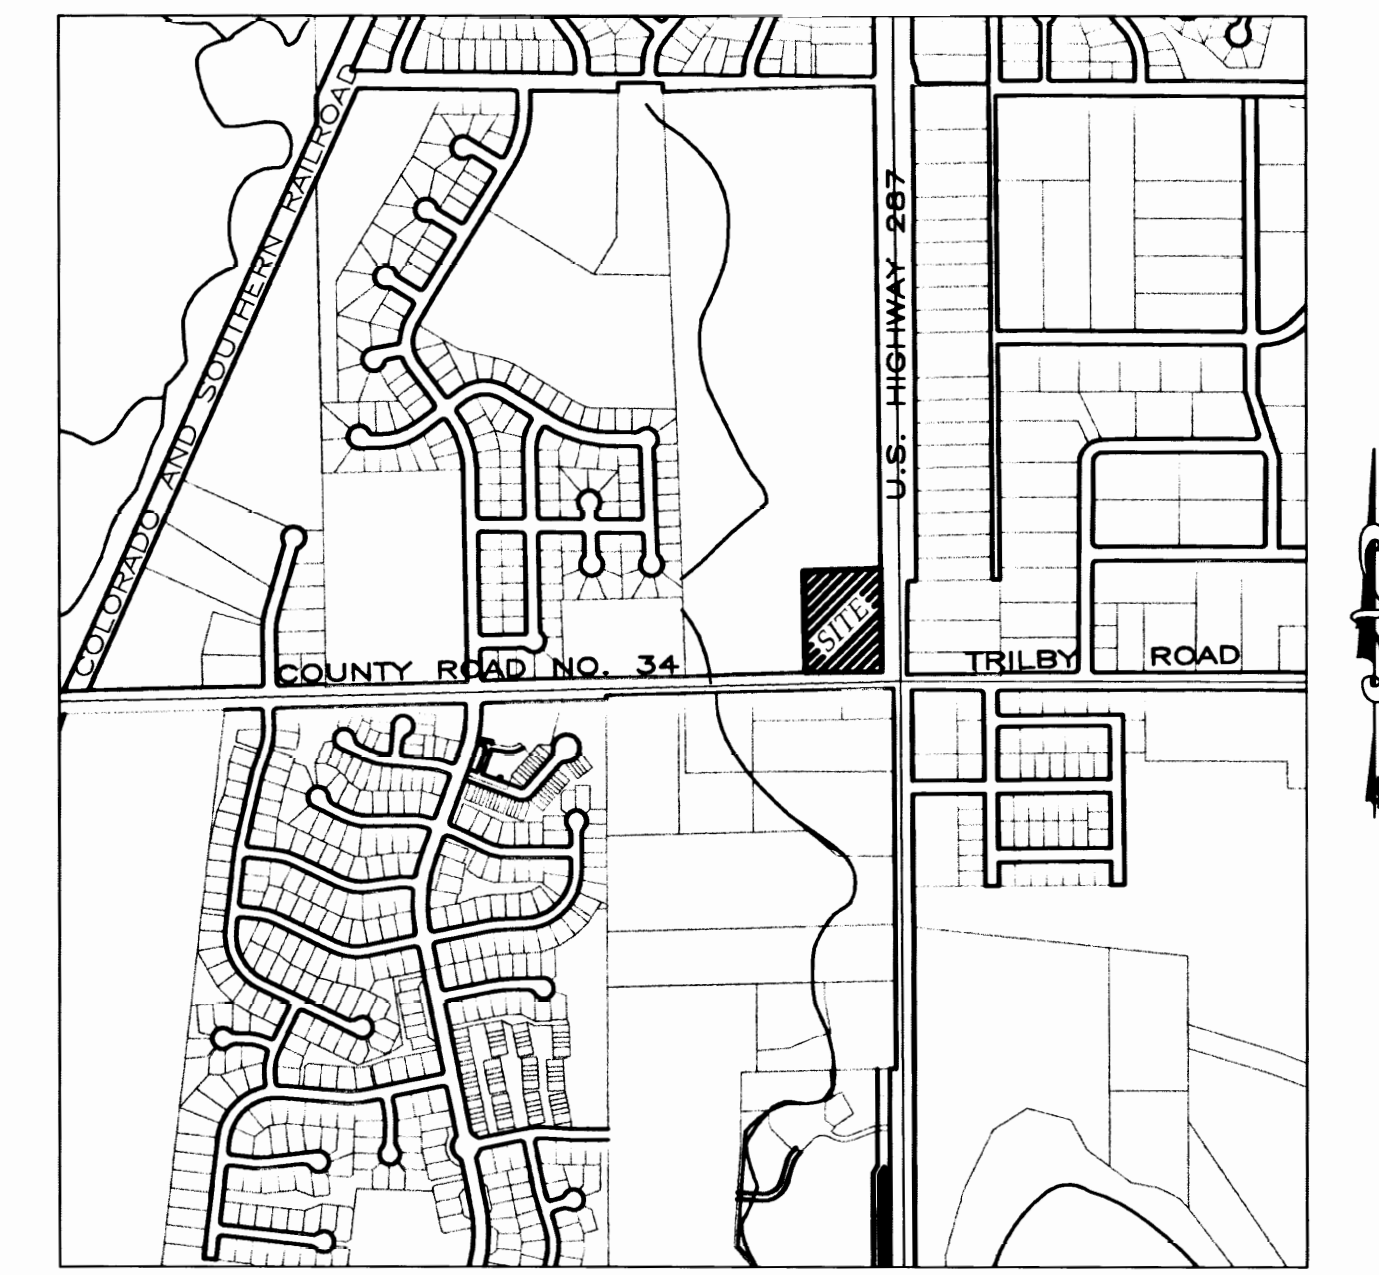 COLORADO AND SOUTHERN RAILROAD
U.S. HIGHWAY 287
SITE
COUNTY ROAD NO. 34
TRILBY ROAD